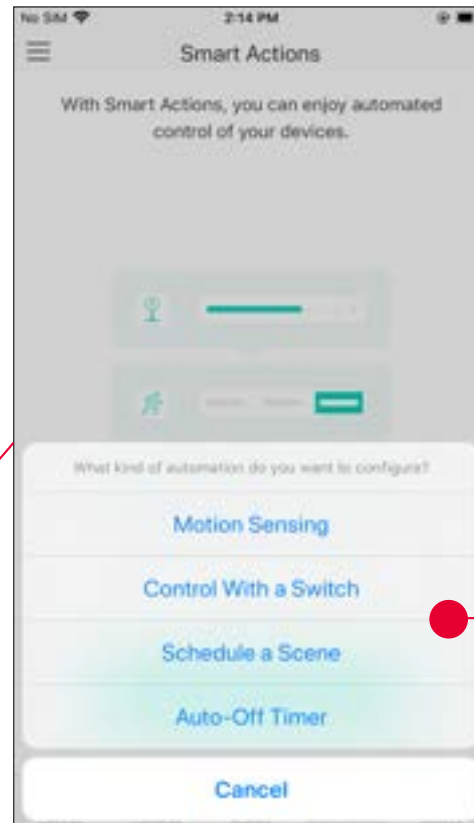 No SIM
2:14 PM
Smart Actions
With Smart Actions, you can enjoy automated
control of your devices.
What kind of automation do you want to configure?
Motion Sensing
Control With a Switch
Schedule a Scene
Auto-Off Timer
Cancel